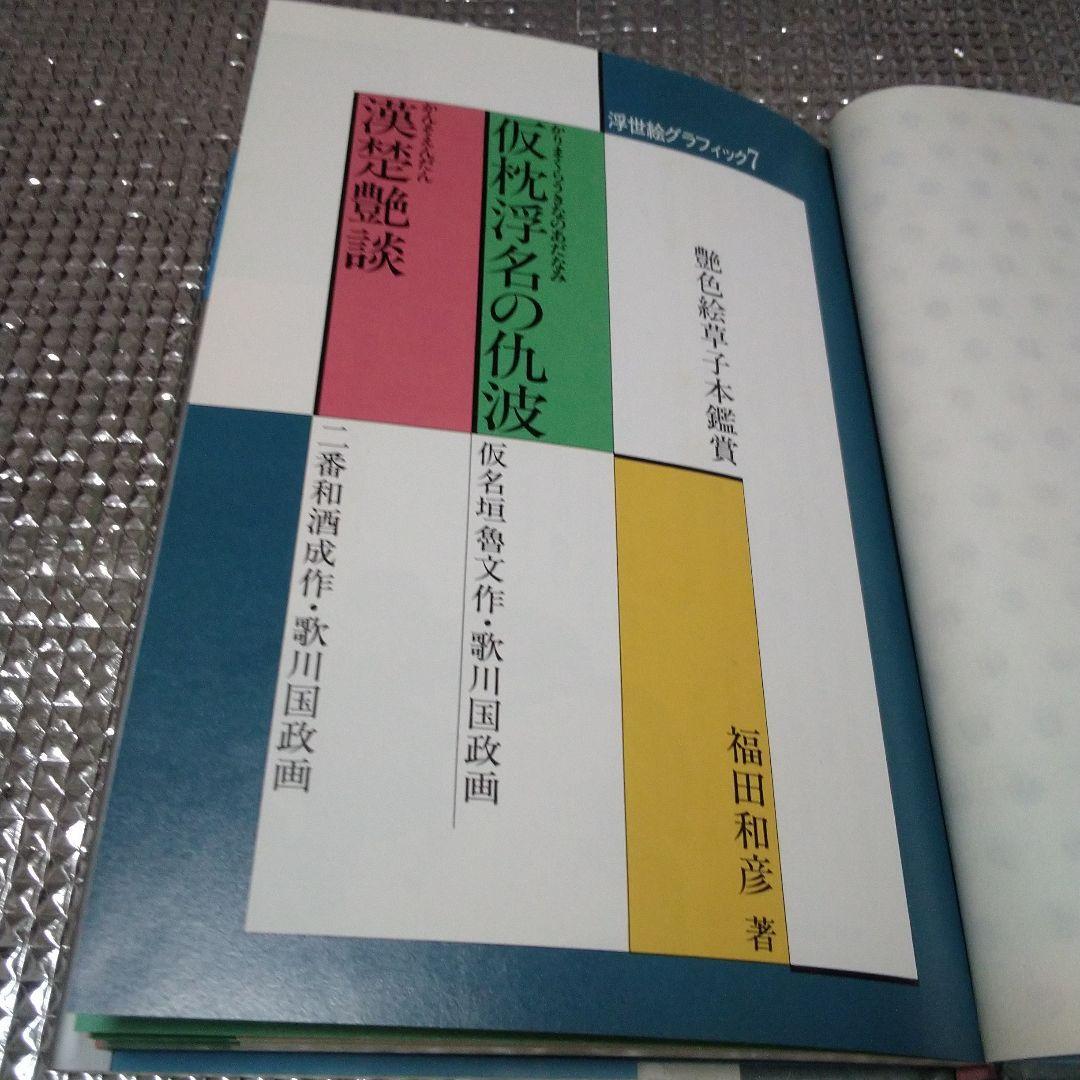 浮世絵グラフィック7
艶色絵草子本鑑賞
福田和彦 著
かりまくらうきなのあだなみ
仮枕浮名の仇波
仮名垣魯文作・歌川国政画
かんそえんだん
漢楚艶談
二番和酒成作・歌川国政画